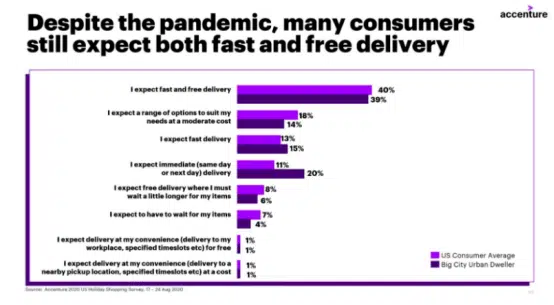 Despite the pandemic, many consumers
still expect both fast and free delivery
accenture
I expect fast and free delivery
40%
39%
I expect a range of options to suit my
needs at a moderate cost
18%
14%
I expect fast delivery
13%
15%
I expect immediate (same day
or next day) delivery
11%
20%
I expect free delivery where I must
wait a little longer for my items
8%
6%
I expect to have to wait for my items
7%
4%
I expect delivery at my convenience (delivery to my
workplace, specified timeslots etc) for free
1%
1%
I expect delivery at my convenience (delivery to a
nearby pickup location, specified timeslots etc) at a cost
1%
1%
US Consumer Average
Big City Urban Dweller
Source: Accenture 2020 US Holiday Shopping Survey, 17 – 24 Aug 2020